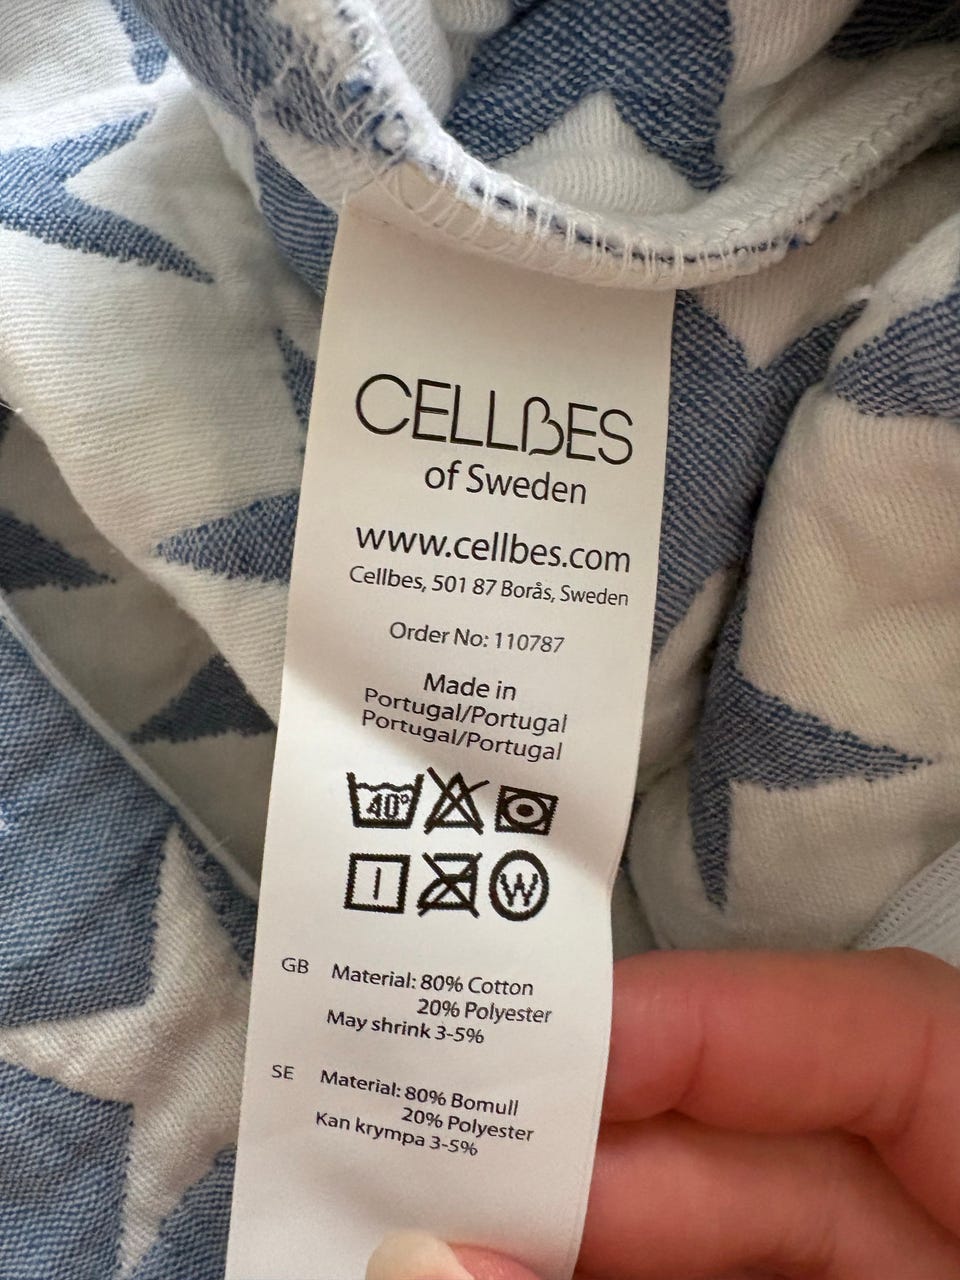 CELLBES
of Sweden
www.cellbes.com
Cellbes, 501 87 Borås, Sweden
Order No: 110787
Made in
Portugal/Portugal
Portugal/Portugal
40°
W
GB Material: 80% Cotton
20% Polyester
May shrink 3-5%
SE Material: 80% Bomull
20% Polyester
Kan krympa 3-5%